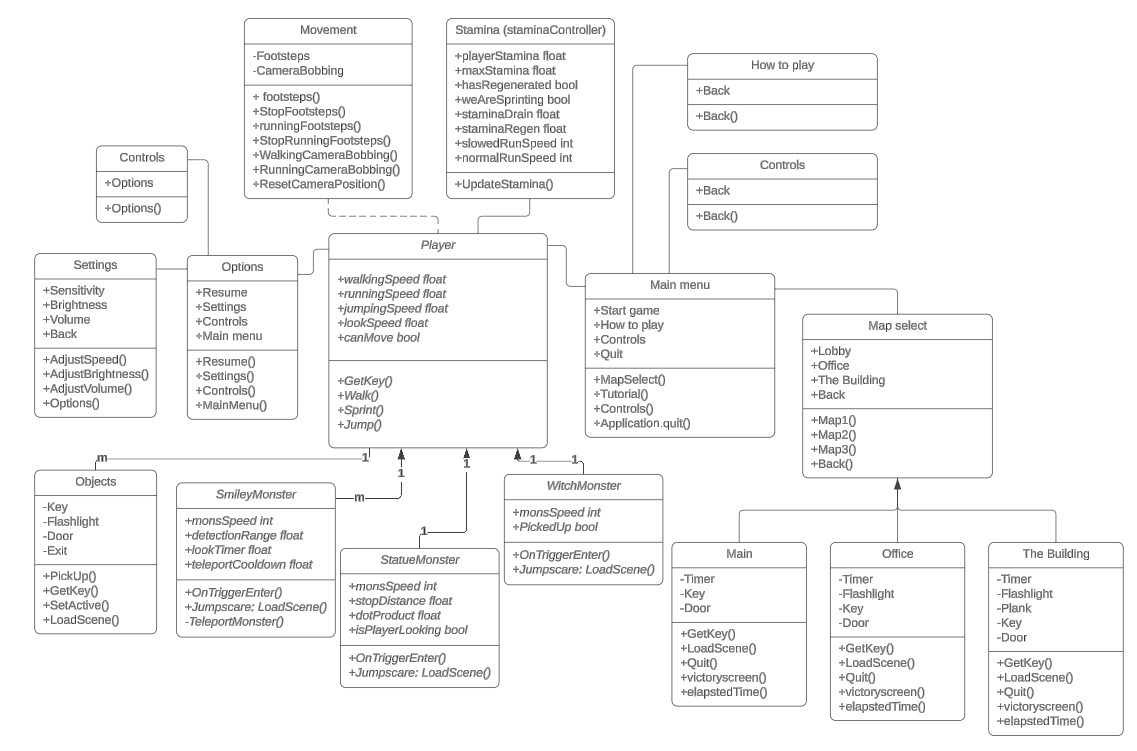 Movement
-Footsteps
-CameraBobbing
+ footsteps()
+StopFootsteps()
+runningFootsteps()
+StopRunningFootsteps()
+WalkingCameraBobbing()
+RunningCameraBobbing()
+ResetCameraPosition()
Stamina (staminaController)
+playerStamina float
+maxStamina float
+hasRegenerated bool
+weAreSprinting bool
+staminaDrain float
+staminaRegen float
+slowedRunSpeed int
+normalRunSpeed int
+UpdateStamina()
How to play
+Back
+Back()
Controls
+Options
+Options()
Controls
+Back
+Back()
Settings
+Sensitivity
+Brightness
+Volume
+Back
+AdjustSpeed()
+AdjustBrightness()
+AdjustVolume()
+Options()
Options
+Resume
+Settings
+Controls
+Main menu
+Resume()
+Settings()
+Controls()
+MainMenu()
Player
+walkingSpeed float
+runningSpeed float
+jumpingSpeed float
+lookSpeed float
+canMove bool
+GetKey()
+Walk()
+Sprint()
+Jump()
Main menu
+Start game
+How to play
+Controls
+Quit
+MapSelect()
+Tutorial()
+Controls()
+Application.quit()
Map select
+Lobby
+Office
+The Building
+Back
+Map1()
+Map2()
+Map3()
+Back()
m
1
1
1
1
1
m
1
Objects
-Key
-Flashlight
-Door
-Exit
+PickUp()
+GetKey()
+SetActive()
+LoadScene()
SmileyMonster
+monsSpeed int
+detectionRange float
+lookTimer float
+teleportCooldown float
+OnTriggerEnter()
+Jumpscare: LoadScene()
-TeleportMonster()
StatueMonster
+monsSpeed int
+stopDistance float
+dotProduct float
+isPlayerLooking bool
+OnTriggerEnter()
+Jumpscare: LoadScene()
WitchMonster
+monsSpeed int
+PickedUp bool
+OnTriggerEnter()
+Jumpscare: LoadScene()
Main
-Timer
-Key
-Door
+GetKey()
+LoadScene()
+Quit()
+victoryscreen()
+elapstedTime()
Office
-Timer
-Flashlight
-Key
-Door
+GetKey()
+LoadScene()
+Quit()
+victoryscreen()
+elapstedTime()
The Building
-Timer
-Flashlight
-Plank
-Key
-Door
+GetKey()
+LoadScene()
+Quit()
+victoryscreen()
+elapstedTime()